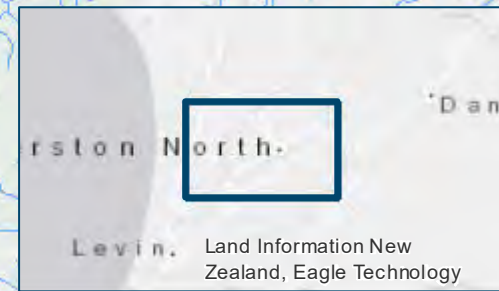 Dan
rston North
Levin. Land Information New
Zealand, Eagle Technology